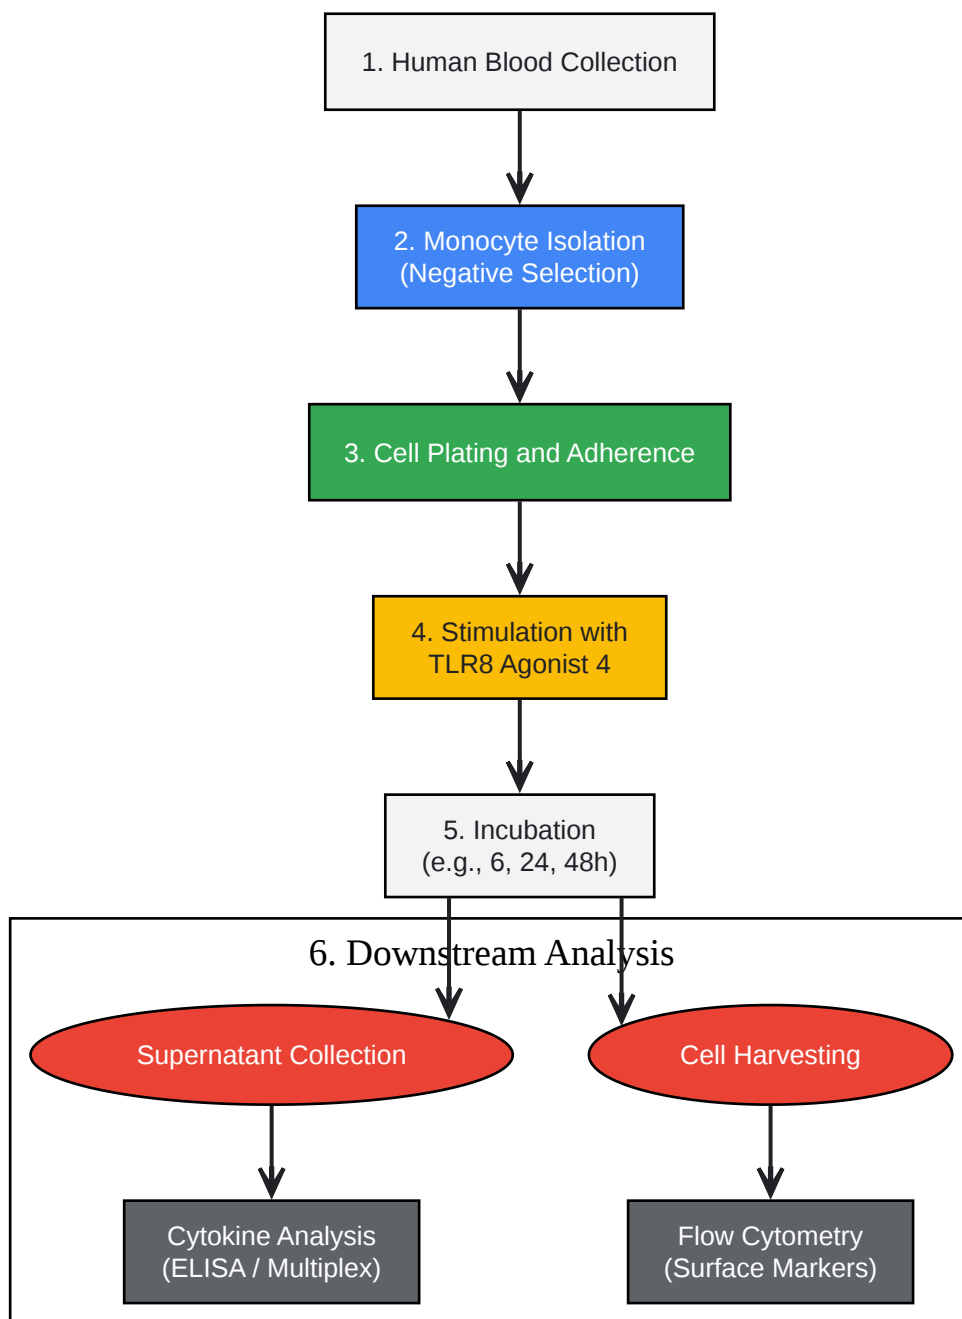 1. Human Blood Collection
2. Monocyte Isolation
(Negative Selection)
3. Cell Plating and Adherence
4. Stimulation with
TLR8 Agonist 4
5. Incubation
(e.g., 6, 24, 48h)
6. Downstream Analysis
Supernatant Collection
Cell Harvesting
Cytokine Analysis
(ELISA / Multiplex)
Flow Cytometry
(Surface Markers)